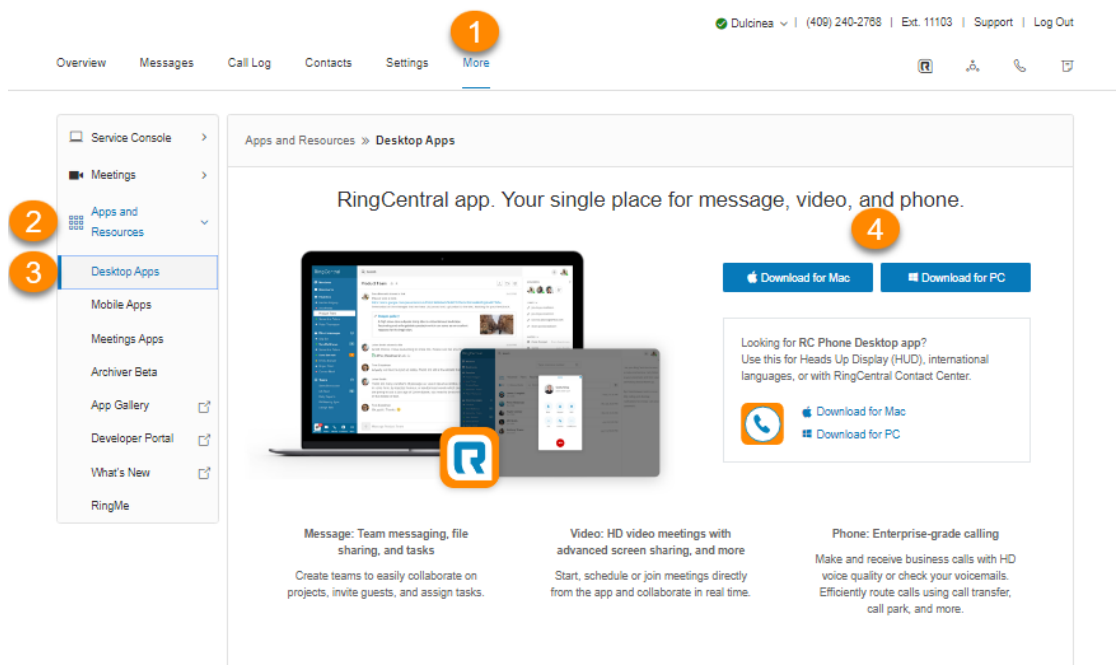 Dulcinea | (409) 240-2768 | Ext. 11103 | Support | Log Out
1
Overview Messages Call Log Contacts Settings More
Service Console
Meetings
2
Apps and
Resources
3
Desktop Apps
Mobile Apps
Meetings Apps
Archiver Beta
App Gallery
Developer Portal
What's New
RingMe
Apps and Resources » Desktop Apps
RingCentral app. Your single place for message, video, and phone.
4
Download for Mac Download for PC
Looking for RC Phone Desktop app?
Use this for Heads Up Display (HUD), international
languages, or with RingCentral Contact Center.
Download for Mac
Download for PC
RingCentral
Search
Product Team
R
Message: Team messaging, file
sharing, and tasks
Create teams to easily collaborate on
projects, invite guests, and assign tasks.
Video: HD video meetings with
advanced screen sharing, and more
Start, schedule or join meetings directly
from the app and collaborate in real time.
Phone: Enterprise-grade calling
Make and receive business calls with HD
voice quality or check your voicemails.
Efficiently route calls using call transfer,
call park, and more.